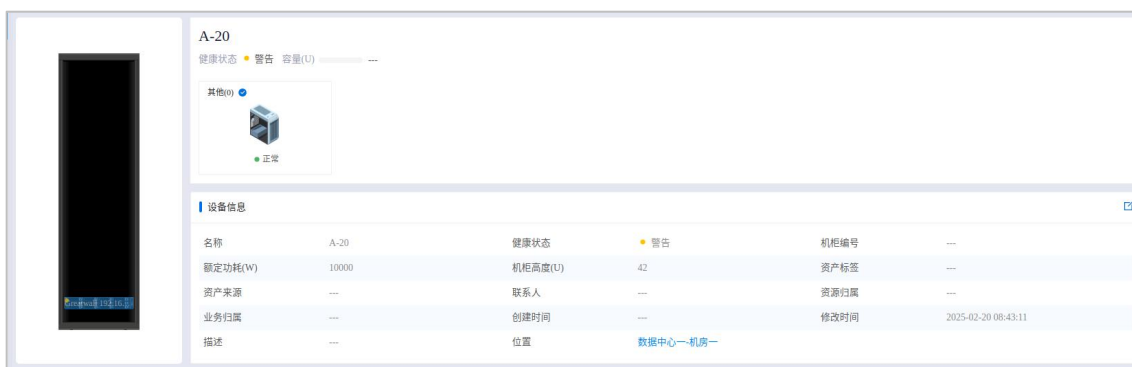 A-20
健康状态 警告 容量(U) ---
其他(0)
正常
设备信息
名称 A-20 健康状态 警告 机柜编号 ---
额定功耗(W) 10000 机柜高度(U) 42 资产标签 ---
资产来源 --- 联系人 --- 资源归属 ---
业务归属 --- 创建时间 --- 修改时间 2025-02-20 08:43:11
描述 --- 位置 数据中心一-机房一